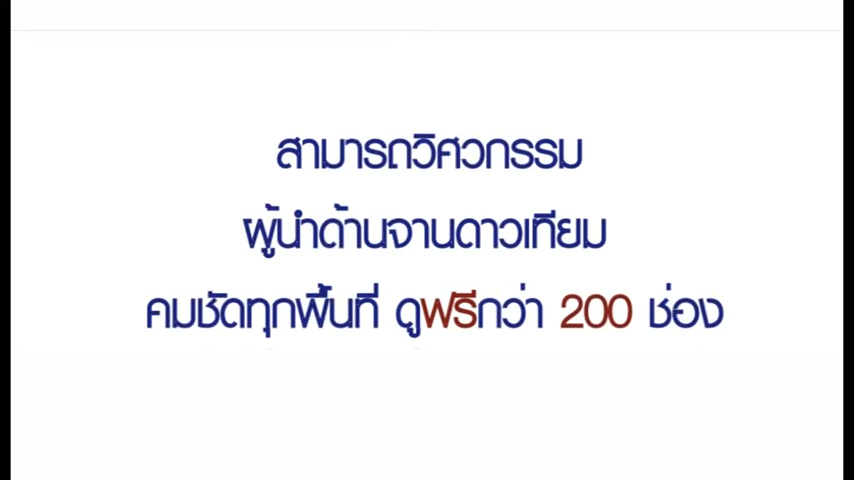 สามารถวิศวกรรม
ผู้นำด้านจานดาวเทียม
คมชัดทุกพื้นที่ ดูฟรีกว่า 200 ช่อง